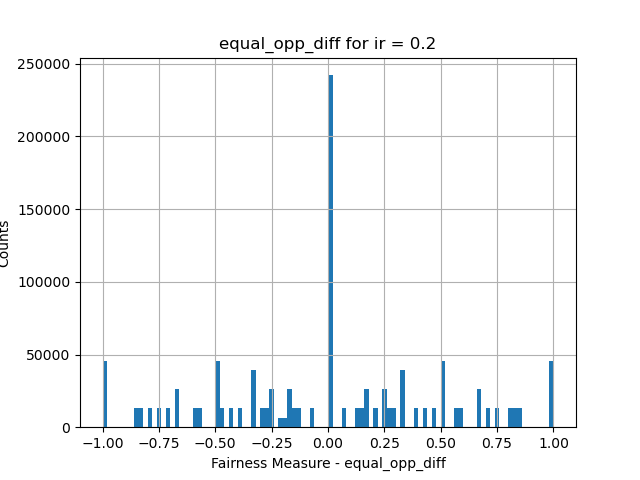 equal_opp_diff for ir = 0.2
250000
200000
150000
100000
50000
0
Counts
−1.00 −0.75 −0.50 −0.25 0.00 0.25 0.50 0.75 1.00
Fairness Measure - equal_opp_diff